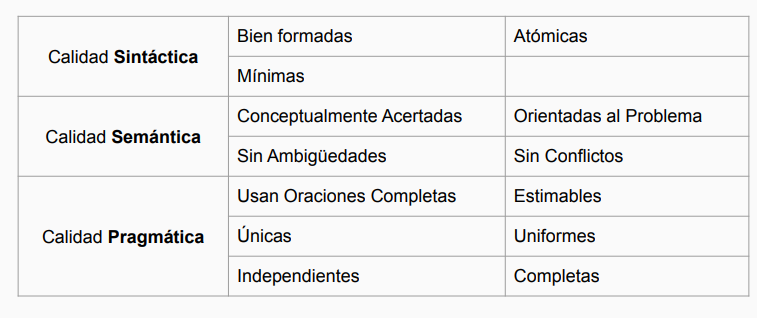 Calidad Sintáctica
Bien formadas
Atómicas
Mínimas
Calidad Semántica
Conceptualmente Acertadas
Orientadas al Problema
Sin Ambigüedades
Sin Conflictos
Calidad Pragmática
Usan Oraciones Completas
Estimables
Únicas
Uniformes
Independientes
Completas